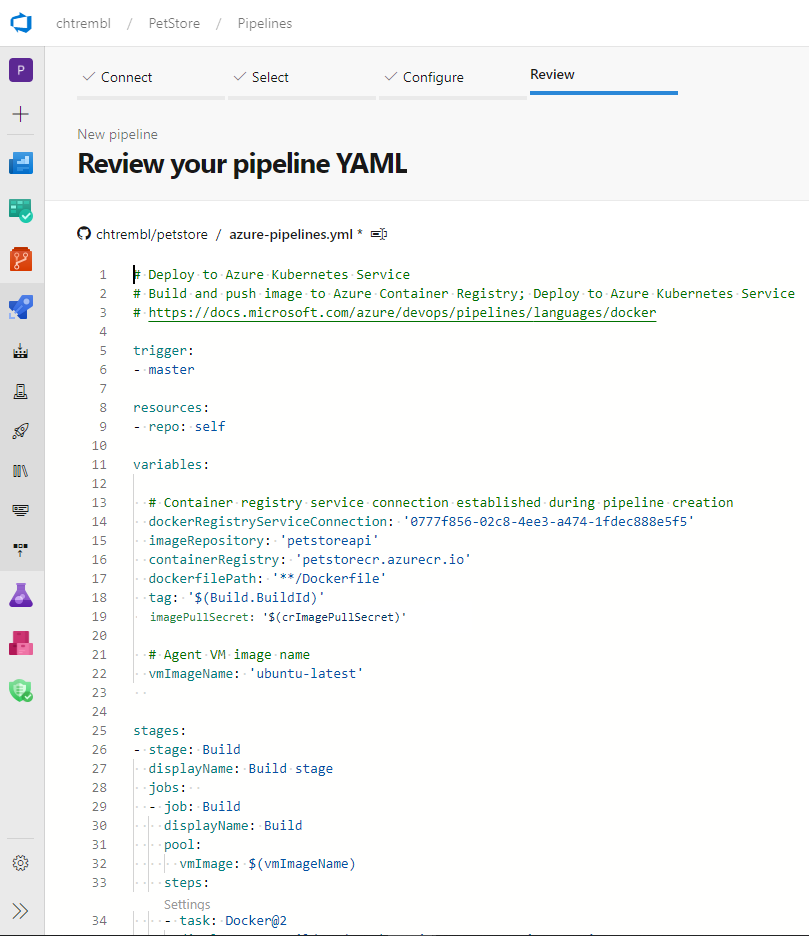 chtrembl / PetStore / Pipelines
P
Connect Select Configure Review
New pipeline
Review your pipeline YAML
chtrembl/petstore / azure-pipelines.yml *
1 # Deploy to Azure Kubernetes Service
2 # Build and push image to Azure Container Registry; Deploy to Azure Kubernetes Service
3 # https://docs.microsoft.com/azure/devops/pipelines/languages/docker
4
5 trigger:
6 - master
7
8 resources:
9 - repo: self
10
11 variables:
12
13 # Container registry service connection established during pipeline creation
14 dockerRegistryServiceConnection: '0777f856-02c8-4ee3-a474-1fdec888e5f5'
15 imageRepository: 'petstoreapi'
16 containerRegistry: 'petstorecr.azurecr.io'
17 dockerfilePath: '**/Dockerfile'
18 tag: '$(Build.BuildId)'
19 imagePullSecret: '$(crImagePullSecret)'
20
21 # Agent VM image name
22 vmImageName: 'ubuntu-latest'
23
24
25 stages:
26 - stage: Build
27 displayName: Build stage
28 jobs:
29 - job: Build
30 displayName: Build
31 pool:
32 vmImage: $(vmImageName)
33 steps:
Settings
34 - task: Docker@2